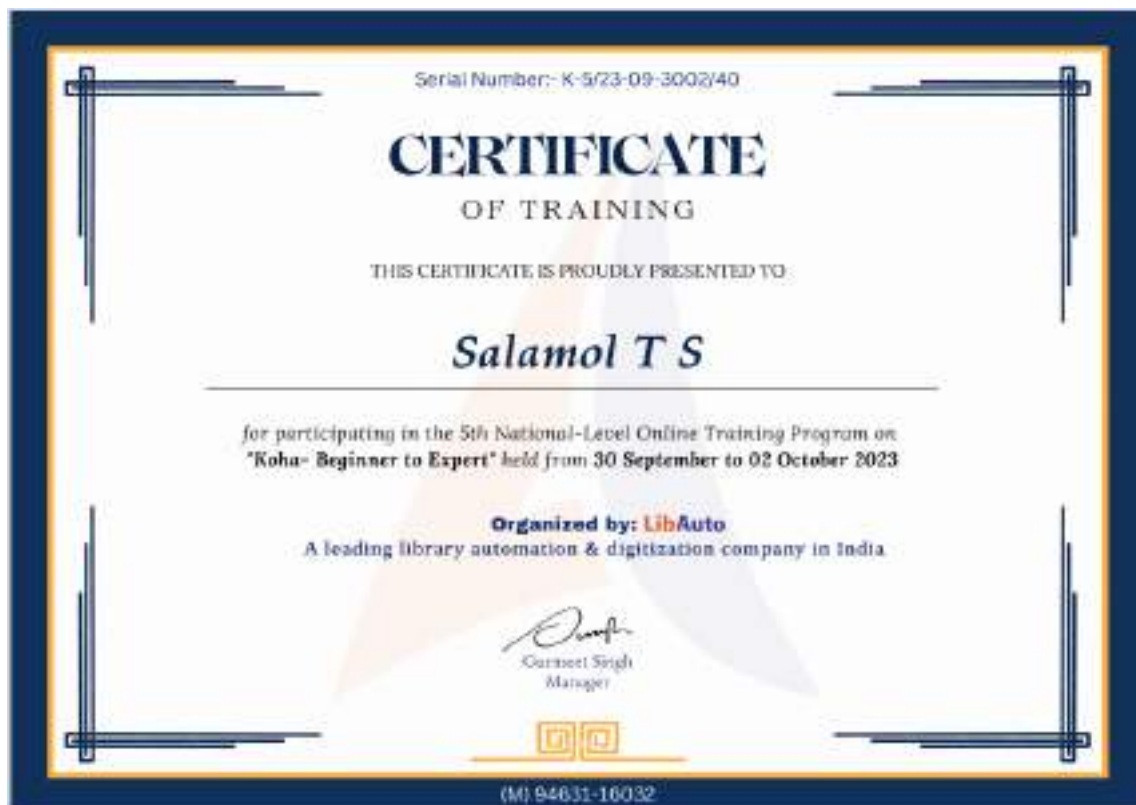 Serial Number:- K-5/23-09-3002/40
CERTIFICATE
OF TRAINING
THIS CERTIFICATE IS PROUDLY PRESENTED TO
Salamol T S
for participating in the 5th National-Level Online Training Program on
"Koha- Beginner to Expert" held from 30 September to 02 October 2023
Organized by: LibAuto
A leading library automation & digitization company in India
Gurmeet Singh
Manager
(M) 94631-16032